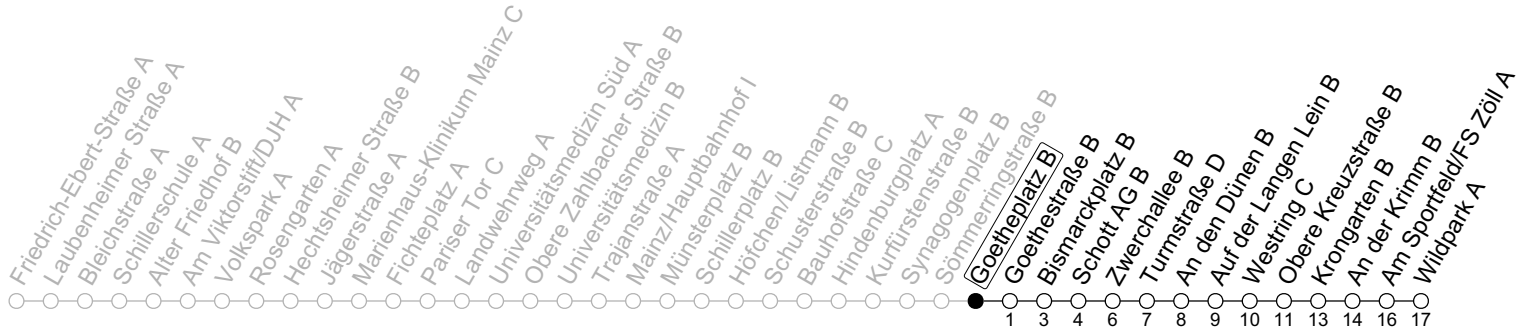 Friedrich-Ebert-Straße A
Laubenheimer Straße A
Bleichstraße A
Schillerschule A
Alter Friedhof B
Am Viktorstift/DJH A
Volkspark A
Rosengarten A
Hechtsheimer Straße B
Jägerstraße A
Marienhaus-Klinikum Mainz C
Fichteplatz A
Pariser Tor C
Landwehrweg A
Universitätsmedizin Süd A
Obere Zahlbacher Straße B
Universitätsmedizin B
Trajanstraße A
Mainz/Hauptbahnhof I
Münsterplatz B
Schillerplatz B
Höfchen/Listmann B
Schusterstraße B
Bauhofstraße C
Hindenburgplatz A
Kurfürstenstraße B
Synagogenplatz B
Sömmerringstraße B
Goetheplatz B
Goethestraße B
Bismarckplatz B
Schott AG B
Zwerchallee B
Turmstraße D
An den Dünen B
Auf der Langen Lein B
Westring C
Obere Kreuzstraße B
Krongarten B
An der Krimm B
Am Sportfeld/FS Zöll A
Wildpark A
1 3 4 6 7 8 9 10 11 13 14 16 17